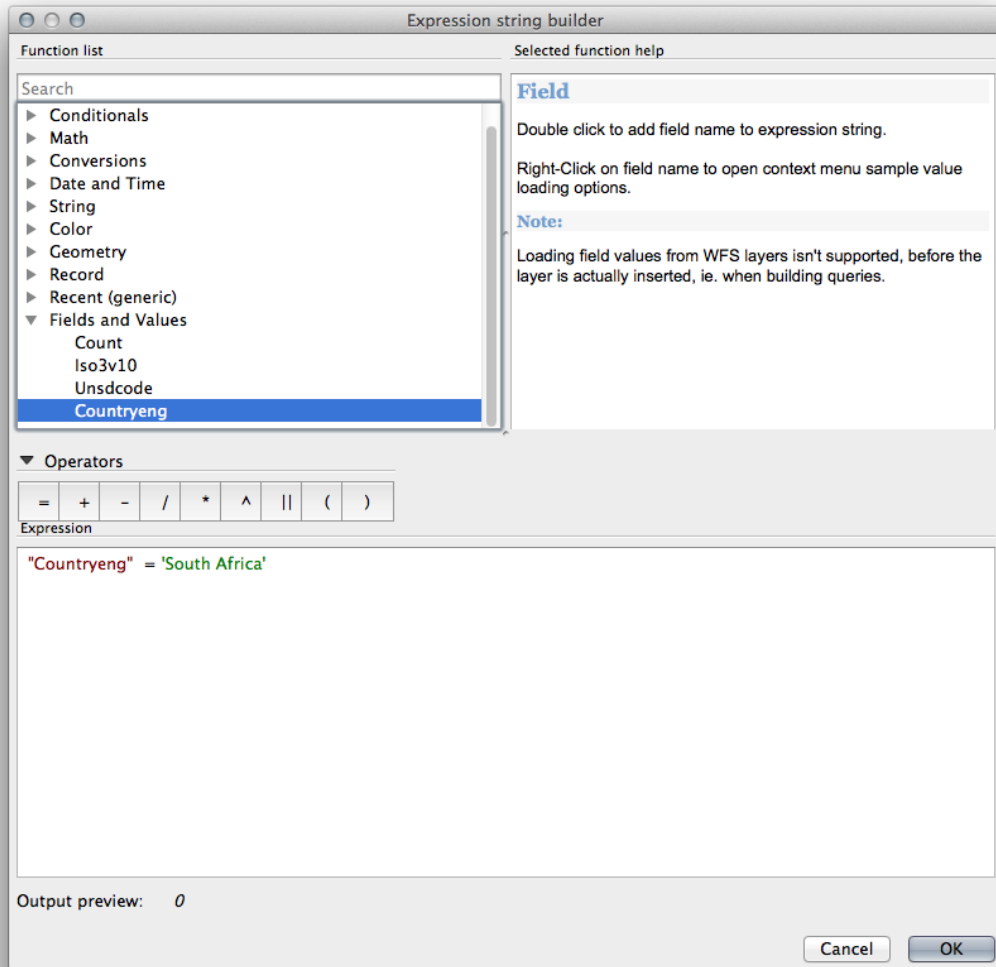 Expression string builder
Function list
Search
Conditionals
Math
Conversions
Date and Time
String
Color
Geometry
Record
Recent (generic)
Fields and Values
Count
Iso3v10
Unsdcode
Countryeng
Selected function help
Field
Double click to add field name to expression string.
Right-Click on field name to open context menu sample value
loading options.
Note:
Loading field values from WFS layers isn't supported, before the
layer is actually inserted, ie. when building queries.
Operators
= + - / * ^ || ( )
Expression
"Countryeng" = 'South Africa'
Output preview: 0
Cancel OK